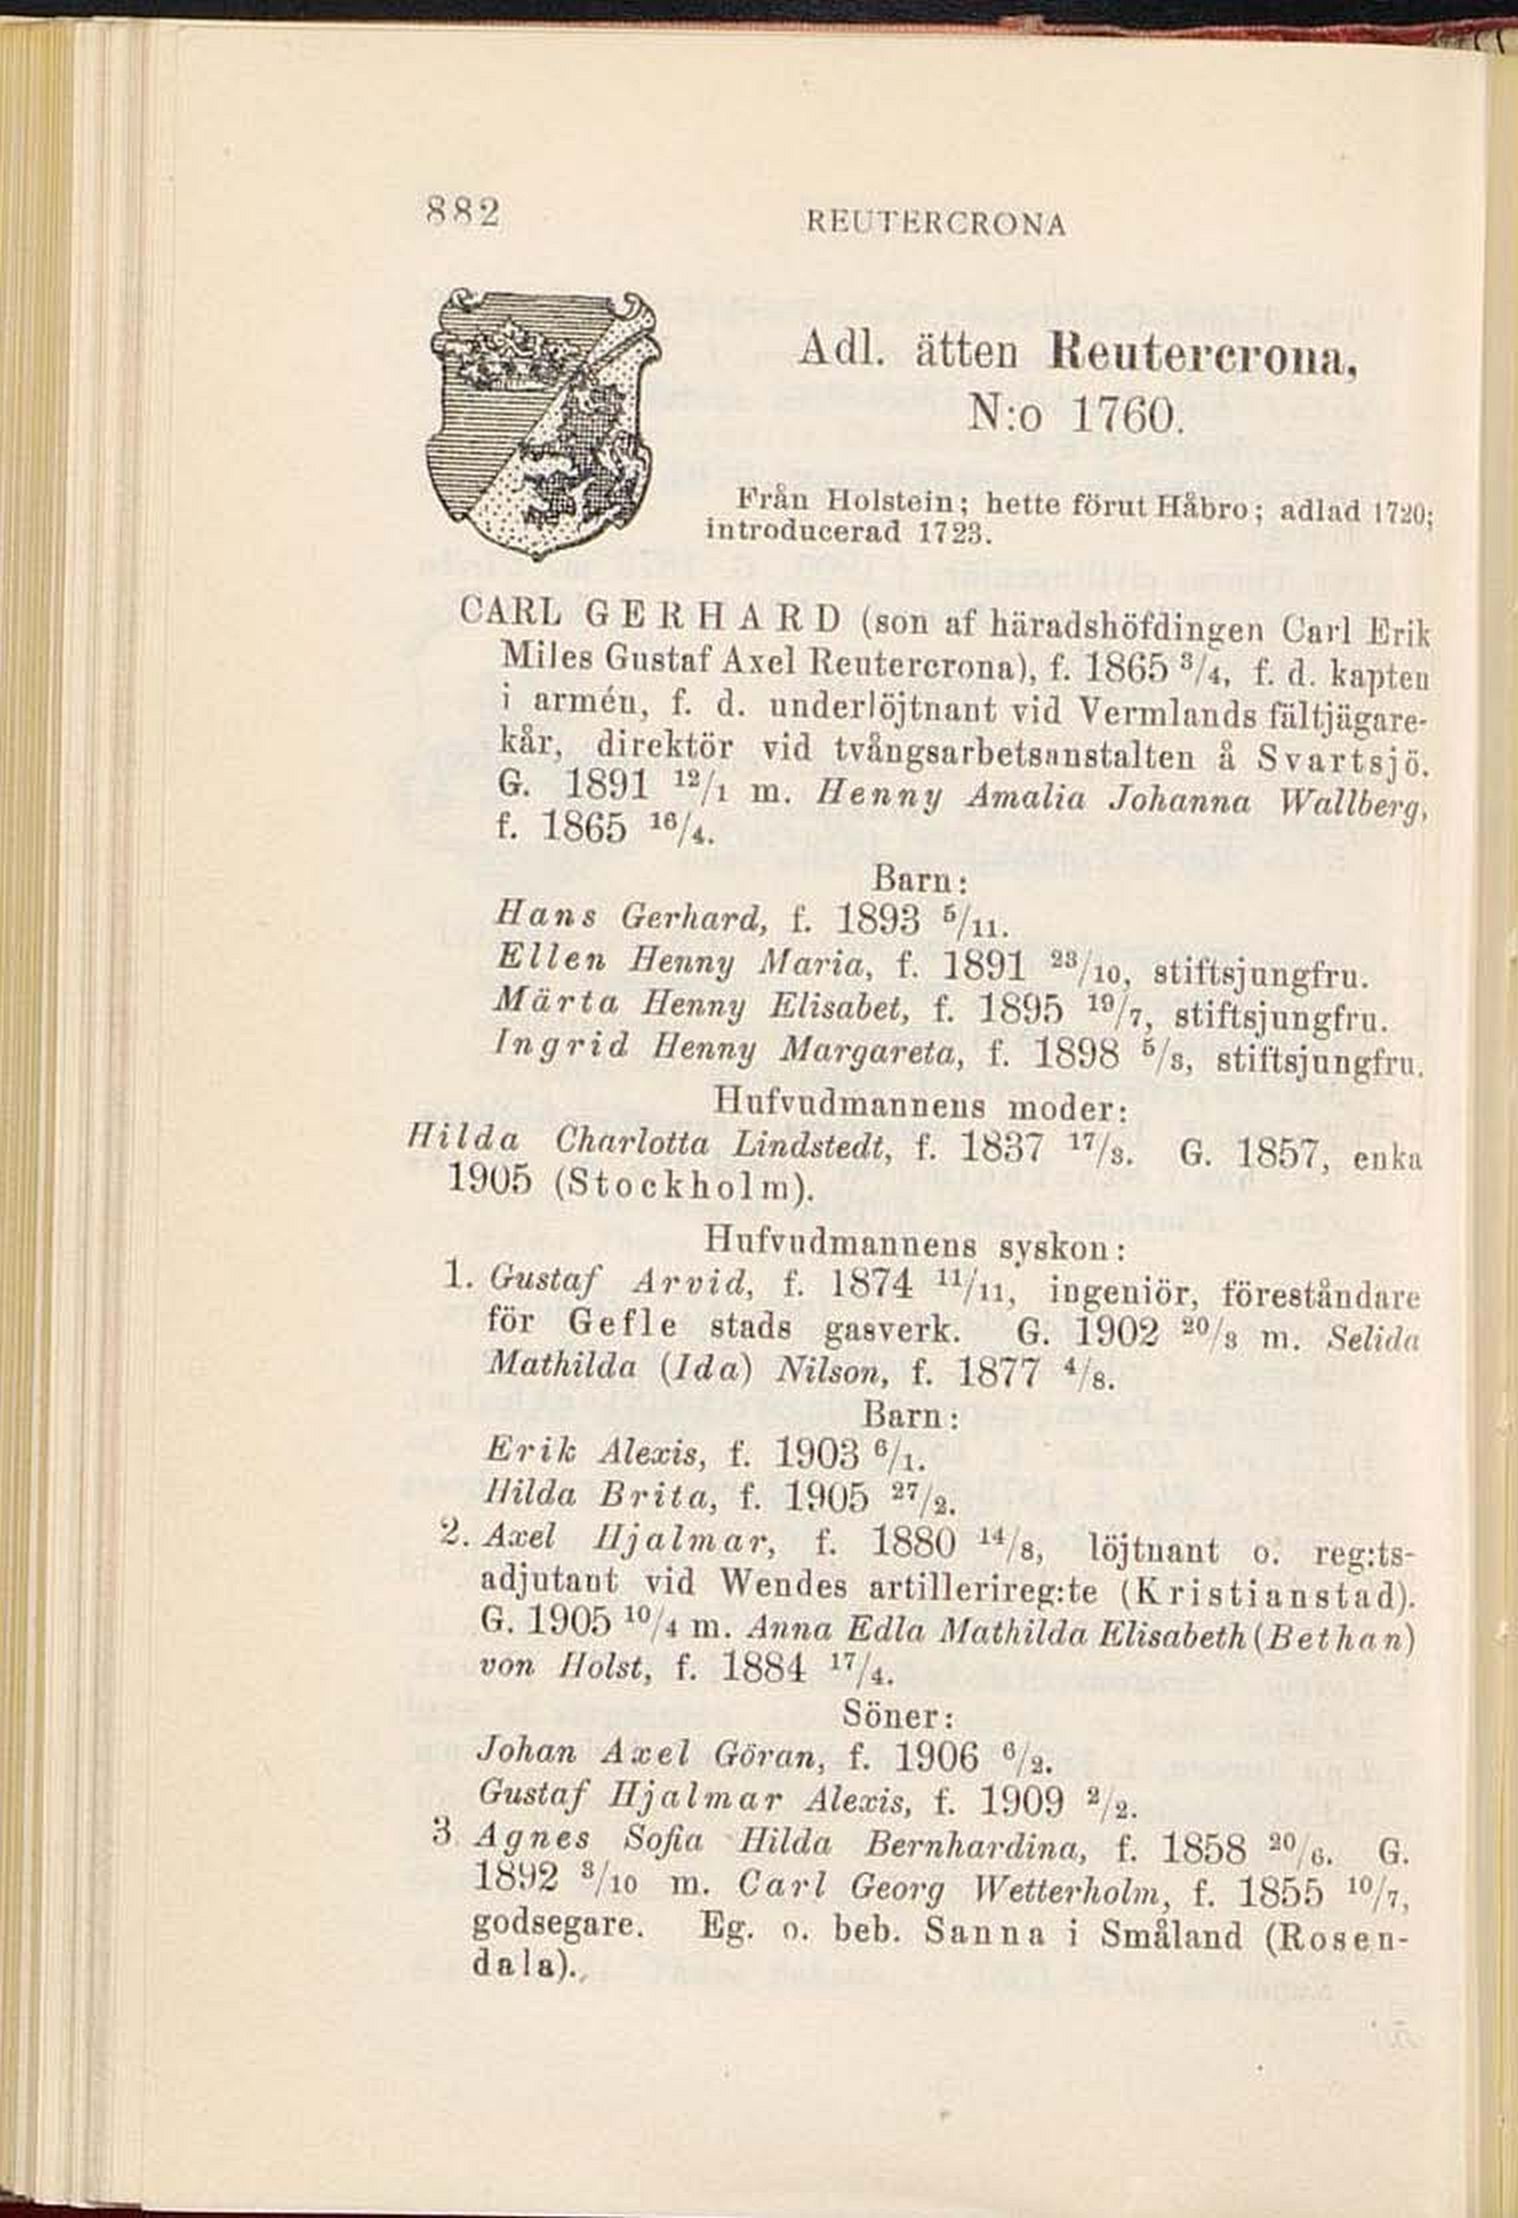 882
REUTERCRONA
Adl. ätten Reutercrona,
N:o 1760.
Från Holstein; hette förut Håbro; adlad 1720;
introducerad 1723.
CARL GERHARD (son af häradshöfdingen Carl Erik
Miles Gustaf Axel Reutercrona), f. 1865 3/4, f. d. kapten
i armén, f. d. underlöjtnant vid Vermlands fältjägare-
kår, direktör vid tvångsarbetsanstalten å Svartsjö.
G. 1891 12/1 m. Henny Amalia Johanna Wallberg,
f. 1865 16/4.
Barn:
Hans Gerhard, f. 1893 5/11.
Ellen Henny Maria, f. 1891 23/10, stiftsjungfru.
Märta Henny Elisabet, f. 1895 19/7, stiftsjungfru.
Ingrid Henny Margareta, f. 1898 5/3, stiftsjungfru.
Hufvudmannens moder:
Hilda Charlotta Lindstedt, f. 1837 17/3. G. 1857, enka
1905 (Stockholm).
Hufvudmannens syskon:
1. Gustaf Arvid, f. 1874 11/11, ingeniör, föreståndare
för Gefle stads gasverk. G. 1902 20/3 m. Selida
Mathilda (Ida) Nilson, f. 1877 4/8.
Barn:
Erik Alexis, f. 1903 6/1.
Hilda Brita, f. 1905 27/2.
2. Axel Hjalmar, f. 1880 14/8, löjtnant o. reg:ts-
adjutant vid Wendes artillerireg:te (Kristianstad).
G. 1905 10/4 m. Anna Edla Mathilda Elisabeth (Bethan)
von Holst, f. 1884 17/4.
Söner:
Johan Axel Göran, f. 1906 6/2.
Gustaf Hjalmar Alexis, f. 1909 2/2.
3 Agnes Sofia Hilda Bernhardina, f. 1858 20/6. G.
1892 3/10 m. Carl Georg Wetterholm, f. 1855 10/7,
godsegare. Eg. o. beb. Sanna i Småland (Rosen-
dala).